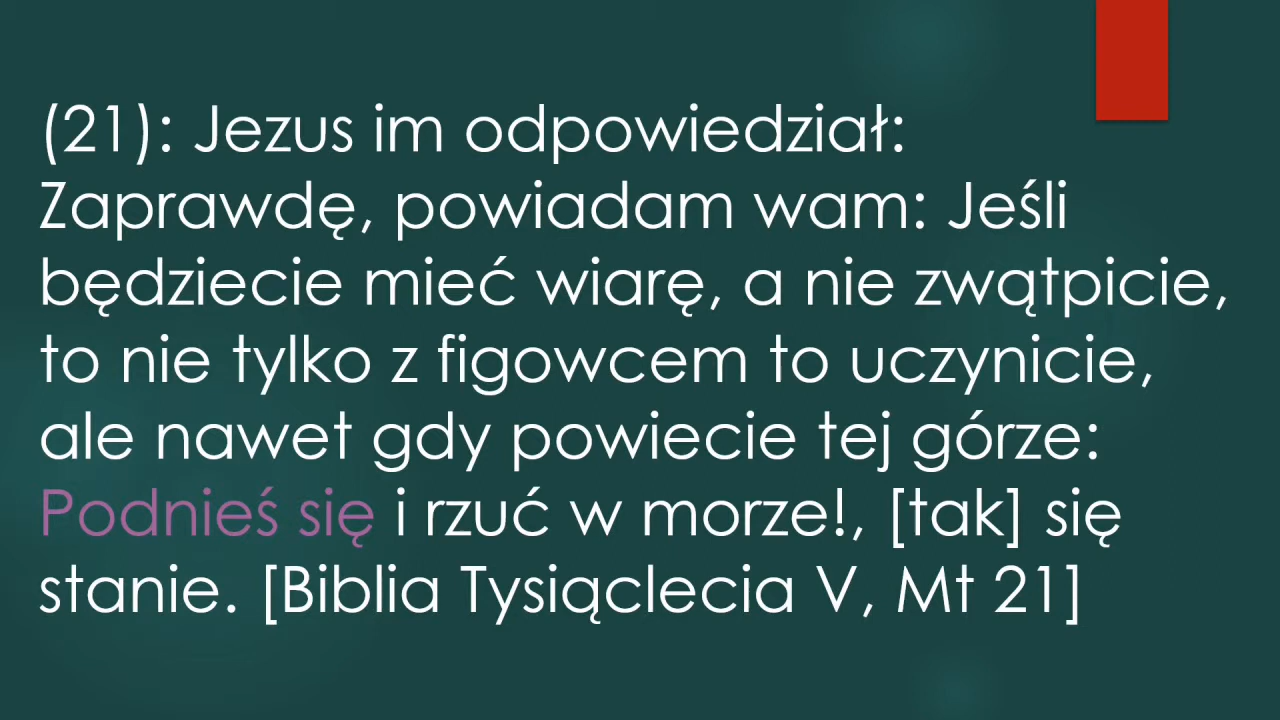 (21): Jezus im odpowiedział:
Zaprawdę, powiadam wam: Jeśli
będziecie mieć wiarę, a nie zwątpicie,
to nie tylko z figowcem to uczynicie,
ale nawet gdy powiecie tej górze:
Podnieś się i rzuć w morze!, [tak] się
stanie. [Biblia Tysiąclecia V, Mt 21]